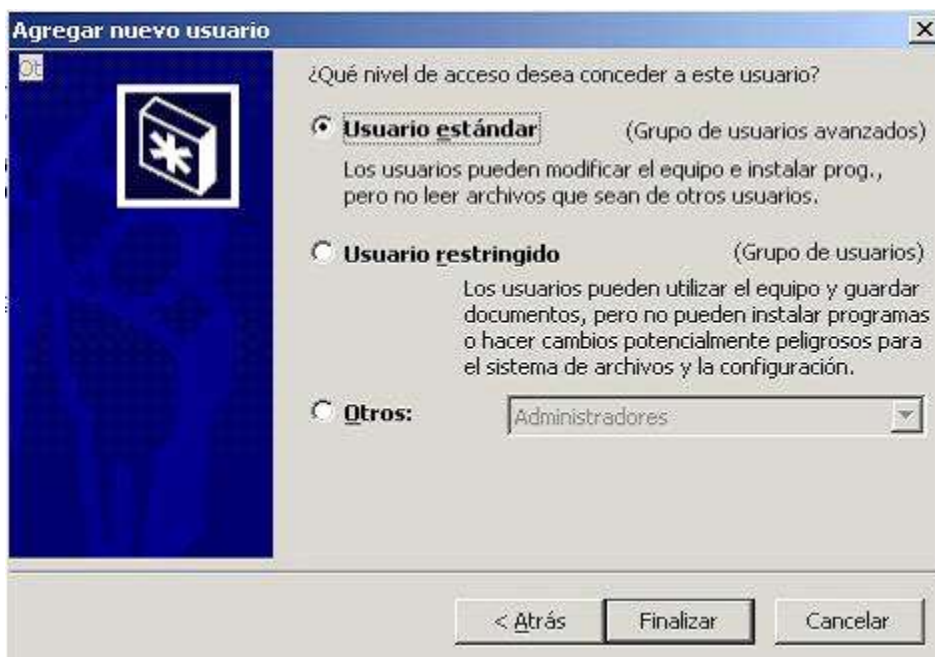 Agregar nuevo usuario
Ot
¿Qué nivel de acceso desea conceder a este usuario?
Usuario estándar (Grupo de usuarios avanzados)
Los usuarios pueden modificar el equipo e instalar prog.,
pero no leer archivos que sean de otros usuarios.
Usuario restringido (Grupo de usuarios)
Los usuarios pueden utilizar el equipo y guardar
documentos, pero no pueden instalar programas
o hacer cambios potencialmente peligrosos para
el sistema de archivos y la configuración.
Otros: Administradores
< Atrás Finalizar Cancelar